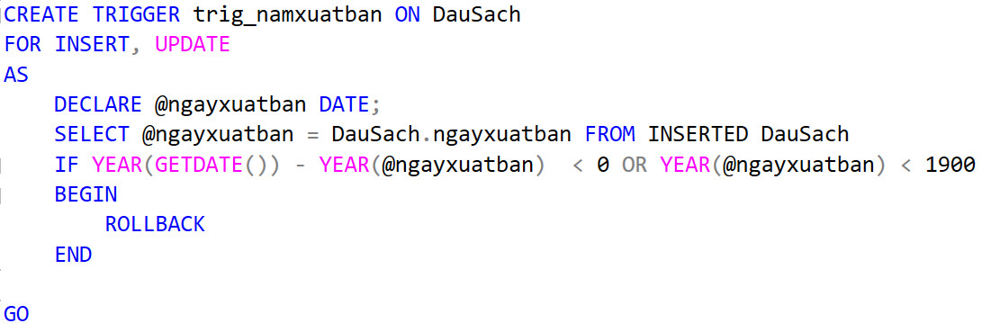 CREATE TRIGGER trig_namxuatban ON DauSach
FOR INSERT, UPDATE
AS
DECLARE @ngayxuatban DATE;
SELECT @ngayxuatban = DauSach.ngayxuatban FROM INSERTED DauSach
IF YEAR(GETDATE()) - YEAR(@ngayxuatban)  < 0 OR YEAR(@ngayxuatban) < 1900
BEGIN
ROLLBACK
END
GO